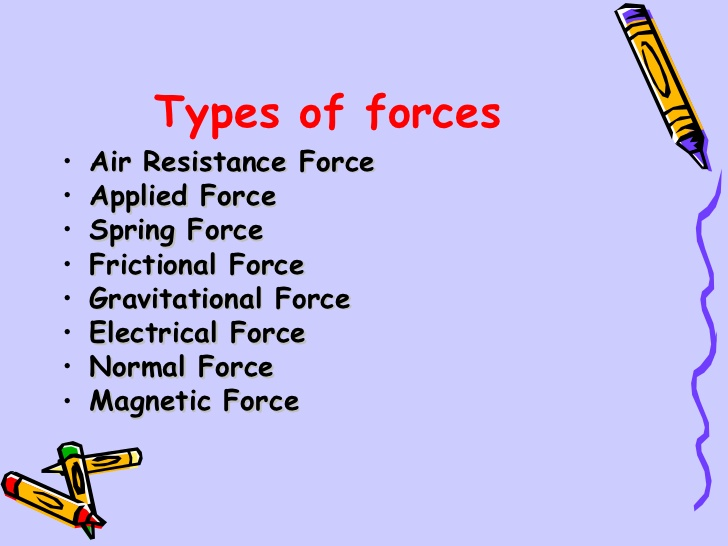 Types of forces
• Air Resistance Force
• Applied Force
• Spring Force
• Frictional Force
• Gravitational Force
• Electrical Force
• Normal Force
• Magnetic Force